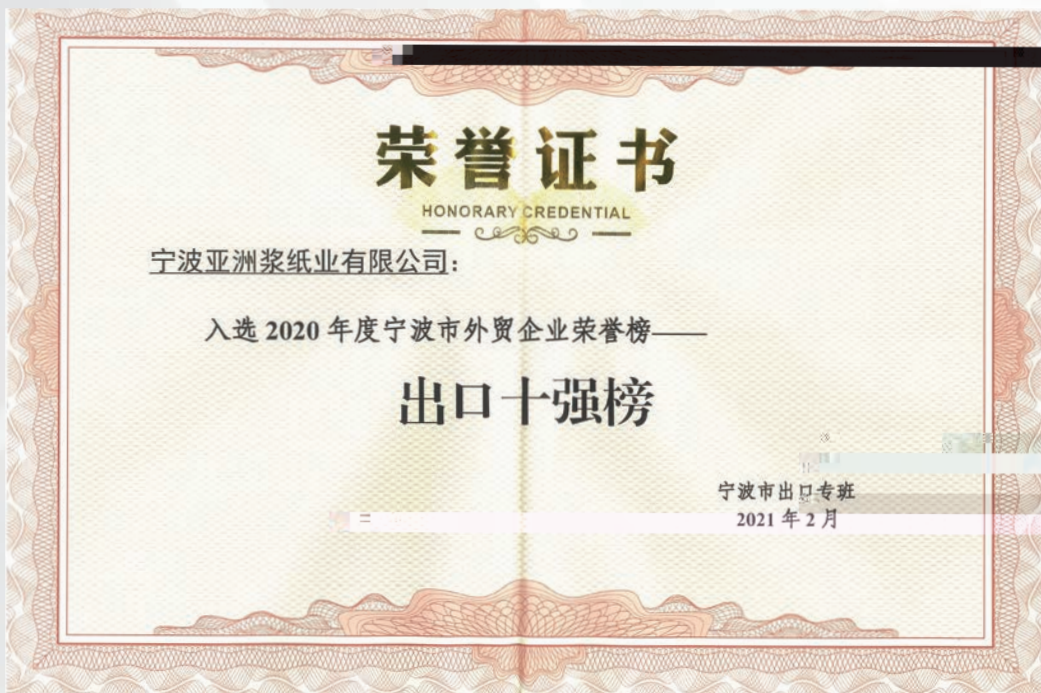 荣誉证书
HONORARY CREDENTIAL
宁波亚洲浆纸业有限公司：
入选 2020 年度宁波市外贸企业荣誉榜——
出口十强榜
宁波市出口专班
2021 年 2 月